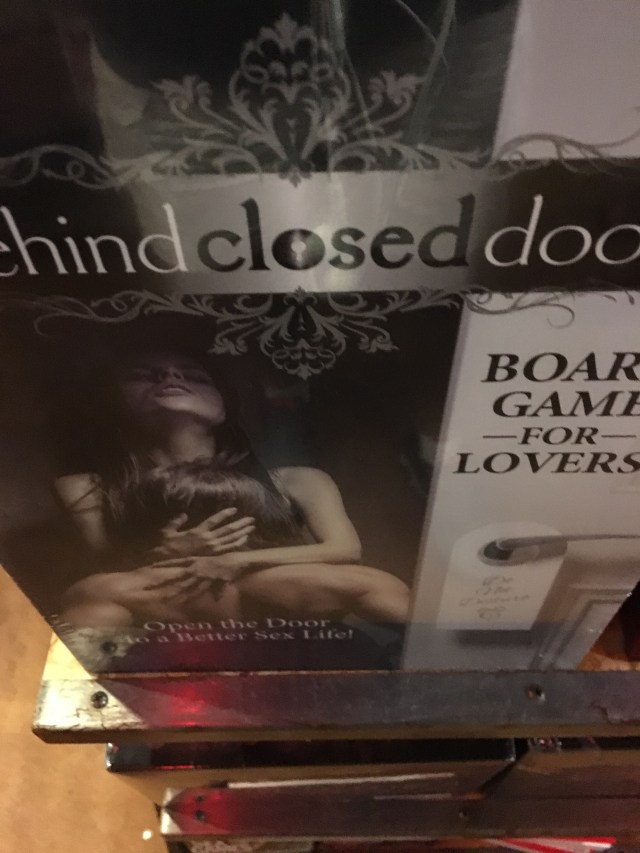 ehind closed doo
BOAR
GAME
—FOR—
LOVERS
Open the Door
to a Better Sex Life!